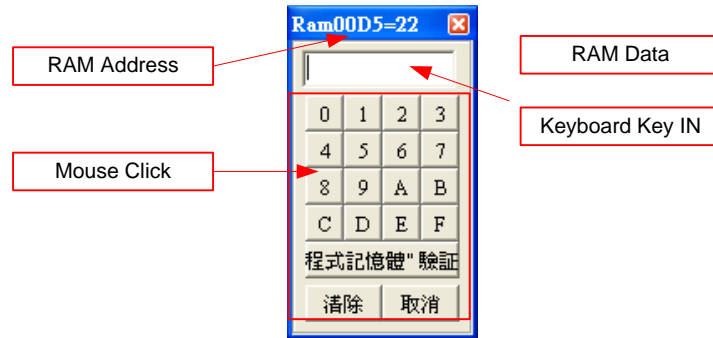 Ram00D5=22
RAM Address
RAM Data
Keyboard Key IN
0 1 2 3
4 5 6 7
Mouse Click
8 9 A B
C D E F
程式記憶體" 驗証
清除 取消